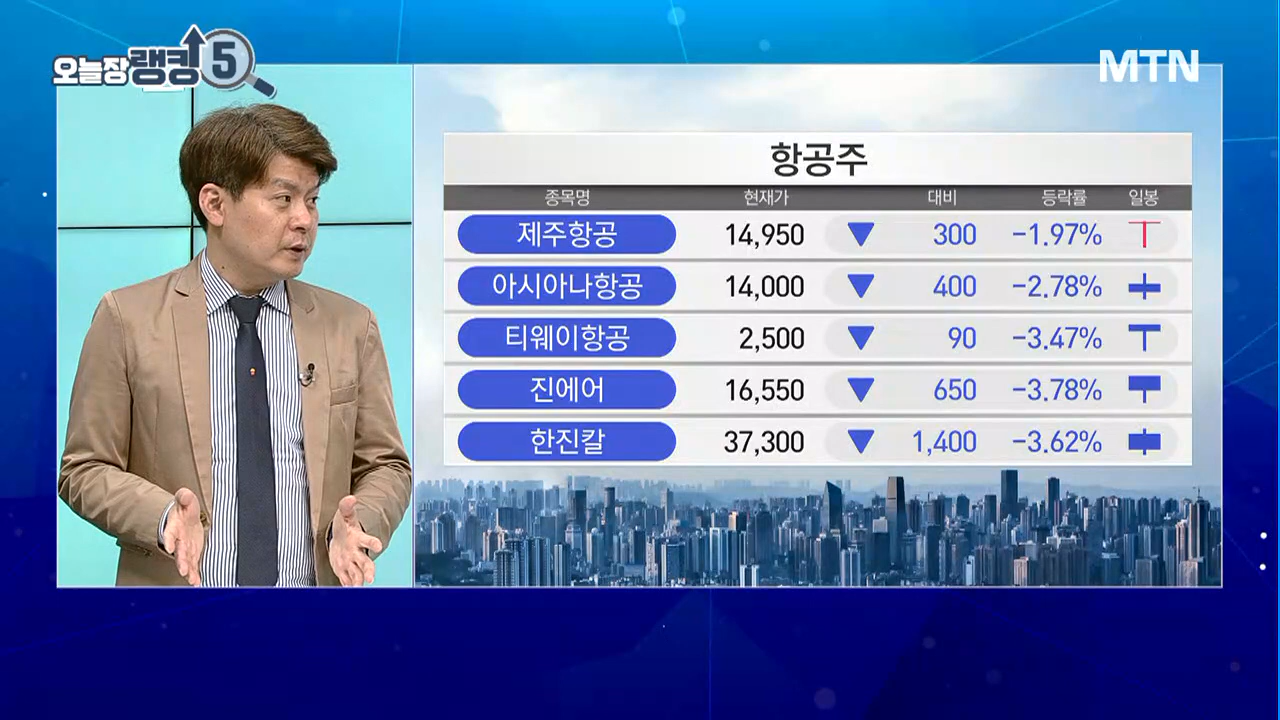 오늘장 랭킹 5
MTN
항공주
종목명 현재가 대비 등락률 일봉
제주항공 14,950 ▼ 300 -1.97%
아시아나항공 14,000 ▼ 400 -2.78%
티웨이항공 2,500 ▼ 90 -3.47%
진에어 16,550 ▼ 650 -3.78%
한진칼 37,300 ▼ 1,400 -3.62%